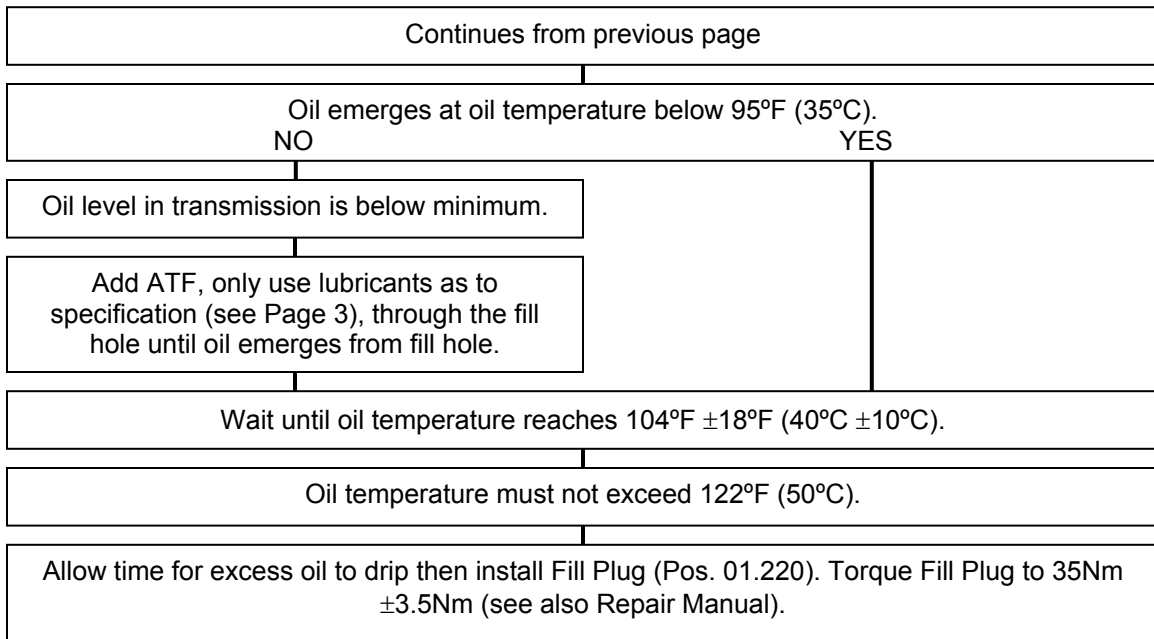 Continues from previous page
Oil emerges at oil temperature below 95ºF (35ºC).
NO YES
Oil level in transmission is below minimum.
Add ATF, only use lubricants as to
specification (see Page 3), through the fill
hole until oil emerges from fill hole.
Wait until oil temperature reaches 104ºF ±18ºF (40ºC ±10ºC).
Oil temperature must not exceed 122ºF (50ºC).
Allow time for excess oil to drip then install Fill Plug (Pos. 01.220). Torque Fill Plug to 35Nm
±3.5Nm (see also Repair Manual).